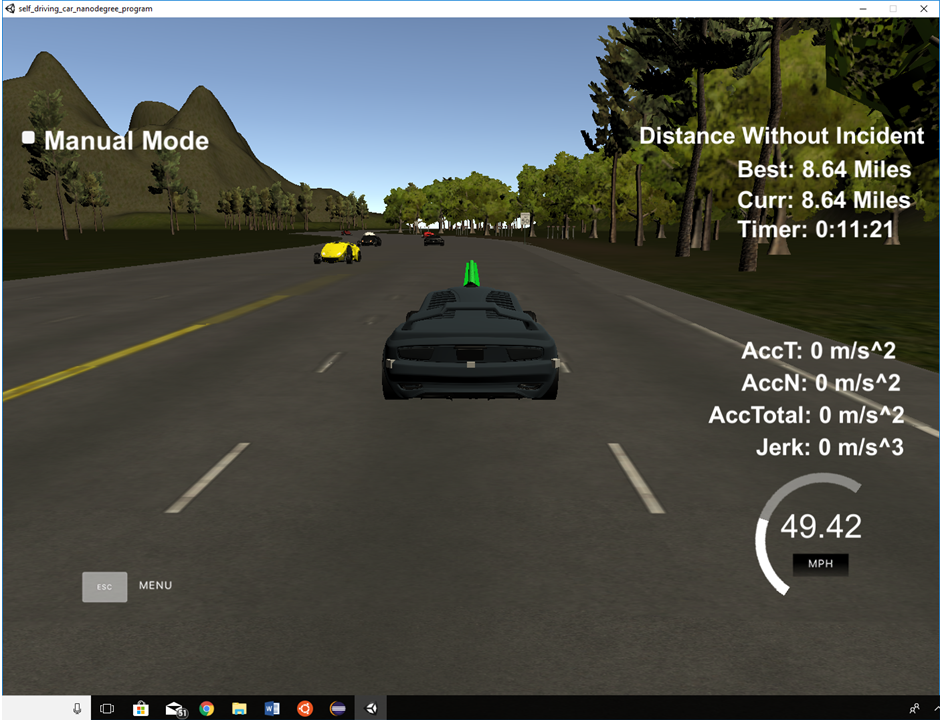 self_driving_car_nanodegree_program
Manual Mode
Distance Without Incident
Best: 8.64 Miles
Curr: 8.64 Miles
Timer: 0:11:21
AccT: 0 m/s^2
AccN: 0 m/s^2
AccTotal: 0 m/s^2
Jerk: 0 m/s^3
49.42
MPH
ESC MENU
51